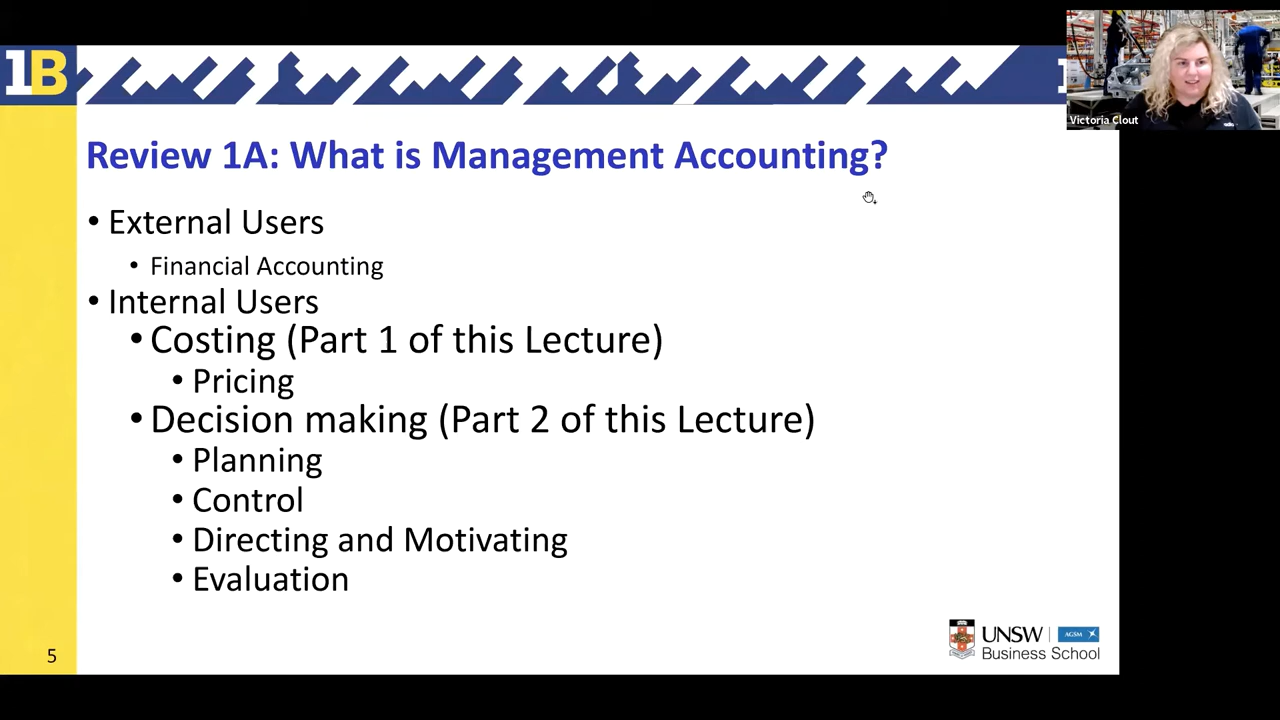 1B
1
Victoria Clout
Review 1A: What is Management Accounting?
• External Users
• Financial Accounting
• Internal Users
• Costing (Part 1 of this Lecture)
• Pricing
• Decision making (Part 2 of this Lecture)
• Planning
• Control
• Directing and Motivating
• Evaluation
UNSW
AGSM
Business School
5